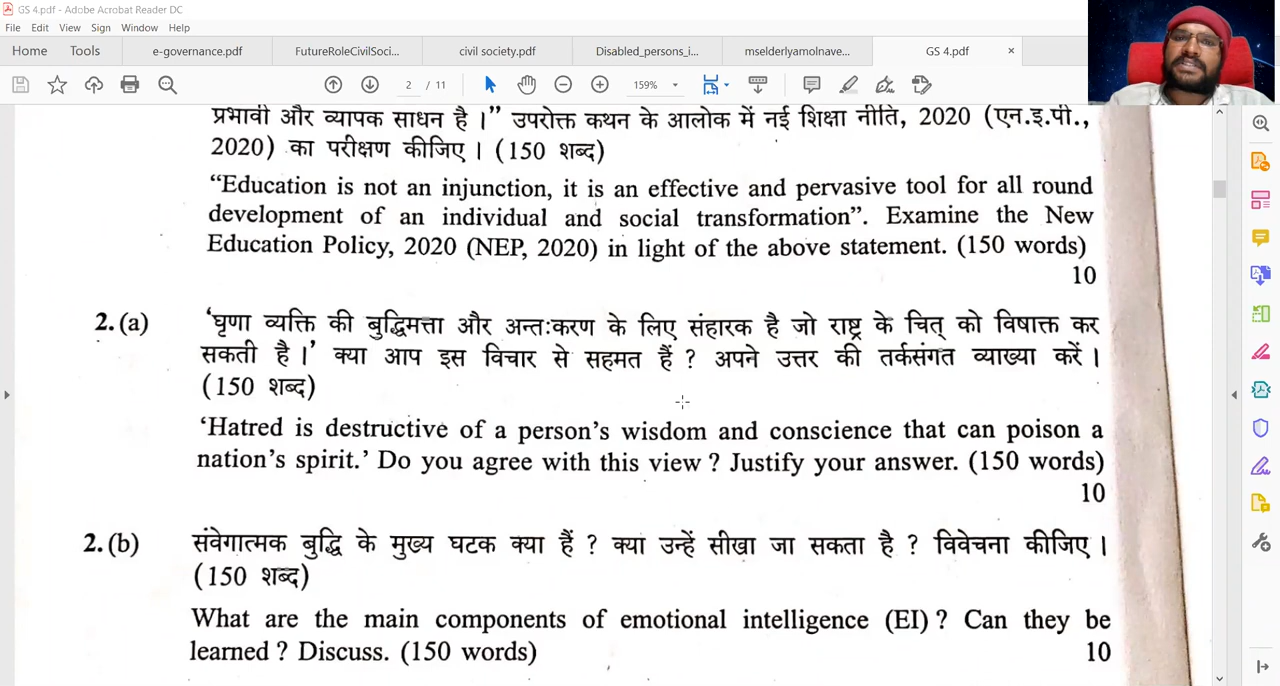 GS 4.pdf - Adobe Acrobat Reader DC
File Edit View Sign Window Help
Home Tools e-governance.pdf FutureRoleCivilSoci... civil society.pdf Disabled_persons_i... mselderlyamolnave... GS 4.pdf ×
2 / 11 159%
प्रभावी और व्यापक साधन है।” उपरोक्त कथन के आलोक में नई शिक्षा नीति, 2020 (एन.इ.पी.,
2020) का परीक्षण कीजिए। (150 शब्द)
“Education is not an injunction, it is an effective and pervasive tool for all round
development of an individual and social transformation”. Examine the New
Education Policy, 2020 (NEP, 2020) in light of the above statement. (150 words)
10
2. (a) ‘घृणा व्यक्ति की बुद्धिमत्ता और अन्तःकरण के लिए संहारक है जो राष्ट्र के चित् को विषाक्त कर
सकती है।’ क्या आप इस विचार से सहमत हैं ? अपने उत्तर की तर्कसंगत व्याख्या करें।
(150 शब्द)
‘Hatred is destructive of a person’s wisdom and conscience that can poison a
nation’s spirit.’ Do you agree with this view ? Justify your answer. (150 words)
10
2. (b) संवेगात्मक बुद्धि के मुख्य घटक क्या हैं ? क्या उन्हें सीखा जा सकता है ? विवेचना कीजिए।
(150 शब्द)
What are the main components of emotional intelligence (EI) ? Can they be
learned ? Discuss. (150 words)
10